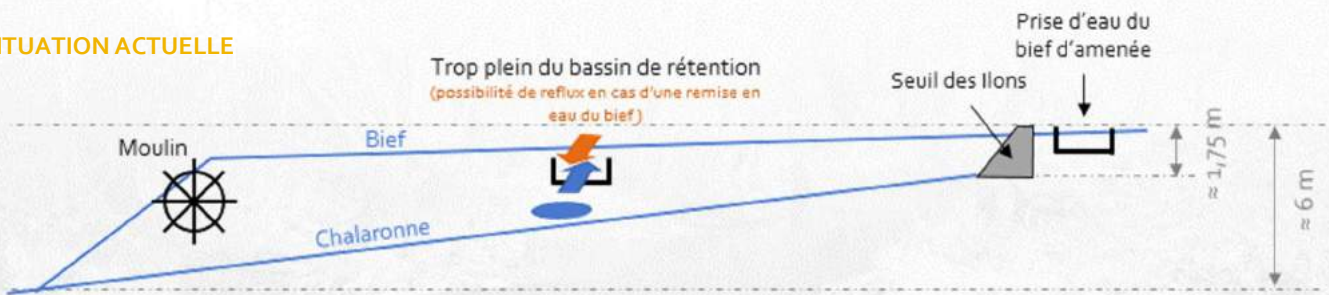 ITUATION ACTUELLE
Prise d'eau du
bief d'amenée
Trop plein du bassin de rétention
(possibilité de reflux en cas d'une remise en
eau du bief)
Seuil des Ilons
Moulin
Bief
Chalaronne
≈ 1,75 m
≈ 6 m